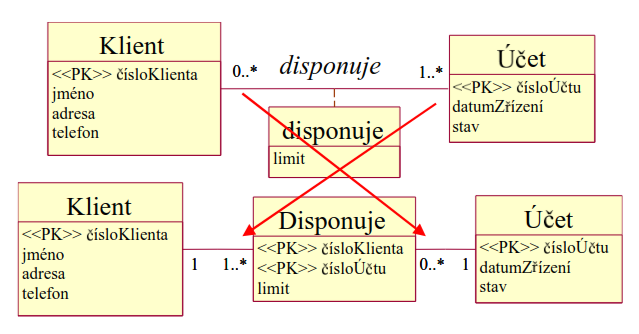 Klient
<<PK>> čísloKlienta
jméno
adresa
telefon
0..*
disponuje
1..*
Účet
<<PK>> čísloÚčtu
datumZřízení
stav
disponuje
limit
Klient
<<PK>> čísloKlienta
jméno
adresa
telefon
1
1..*
Disponuje
<<PK>> čísloKlienta
<<PK>> čísloÚčtu
limit
0..*
1
Účet
<<PK>> čísloÚčtu
datumZřízení
stav